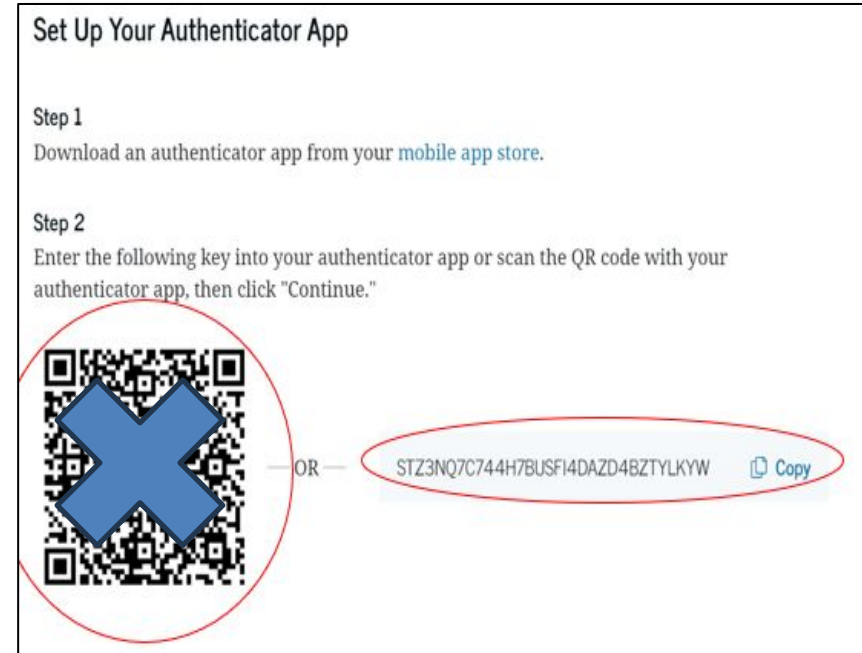 Set Up Your Authenticator App
Step 1
Download an authenticator app from your mobile app store.
Step 2
Enter the following key into your authenticator app or scan the QR code with your
authenticator app, then click "Continue."
OR
STZ3NQ7C744H7BUSFI4DAZD4BZTYLKYW Copy